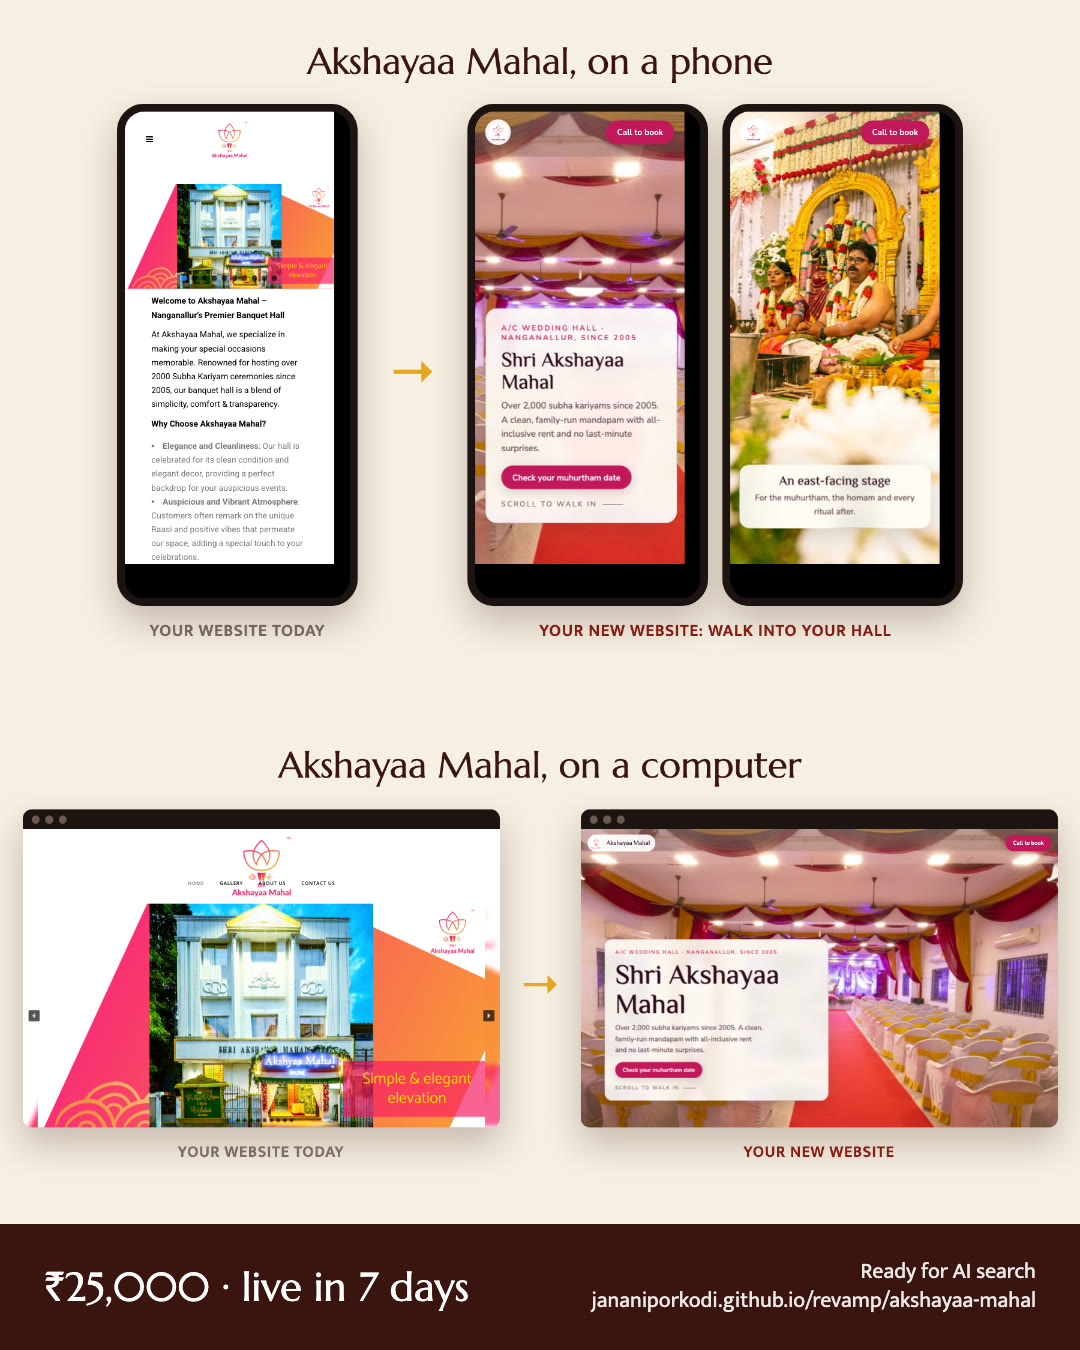 Akshayaa Mahal, on a phone
Akshayaa Mahal
Simple & elegant
elevation
Welcome to Akshayaa Mahal –
Nanganallur's Premier Banquet Hall
At Akshayaa Mahal, we specialize in
making your special occasions
memorable. Renowned for hosting over
2000 Subha Kariyam ceremonies since
2005, our banquet hall is a blend of
simplicity, comfort & transparency.
Why Choose Akshayaa Mahal?
• Elegance and Cleanliness: Our hall is
celebrated for its clean condition and
elegant decor, providing a perfect
backdrop for your auspicious events.
• Auspicious and Vibrant Atmosphere:
Customers often remark on the unique
Raasi and positive vibes that permeate
our space, adding a special touch to your
celebrations.
YOUR WEBSITE TODAY
Call to book
A/C WEDDING HALL ·
NANGANALLUR, SINCE 2005
Shri Akshayaa
Mahal
Over 2,000 subha kariyams since 2005.
A clean, family-run mandapam with all-
inclusive rent and no last-minute
surprises.
Check your muhurtham date
SCROLL TO WALK IN
Call to book
An east-facing stage
For the muhurtham, the homam and every
ritual after.
YOUR NEW WEBSITE: WALK INTO YOUR HALL
Akshayaa Mahal, on a computer
HOME GALLERY ABOUT US CONTACT US
Akshayaa Mahal
Akshayaa Mahal
SHRI AKSHAYAA MAHAL
Akshyaa Mahal
Simple & elegant
elevation
YOUR WEBSITE TODAY
Akshayaa Mahal
Call to book
A/C WEDDING HALL · NANGANALLUR, SINCE 2005
Shri Akshayaa
Mahal
Over 2,000 subha kariyams since 2005. A clean,
family-run mandapam with all-inclusive rent
and no last-minute surprises.
Check your muhurtham date
SCROLL TO WALK IN
YOUR NEW WEBSITE
₹25,000 · live in 7 days
Ready for AI search
jananiporkodi.github.io/revamp/akshayaa-mahal